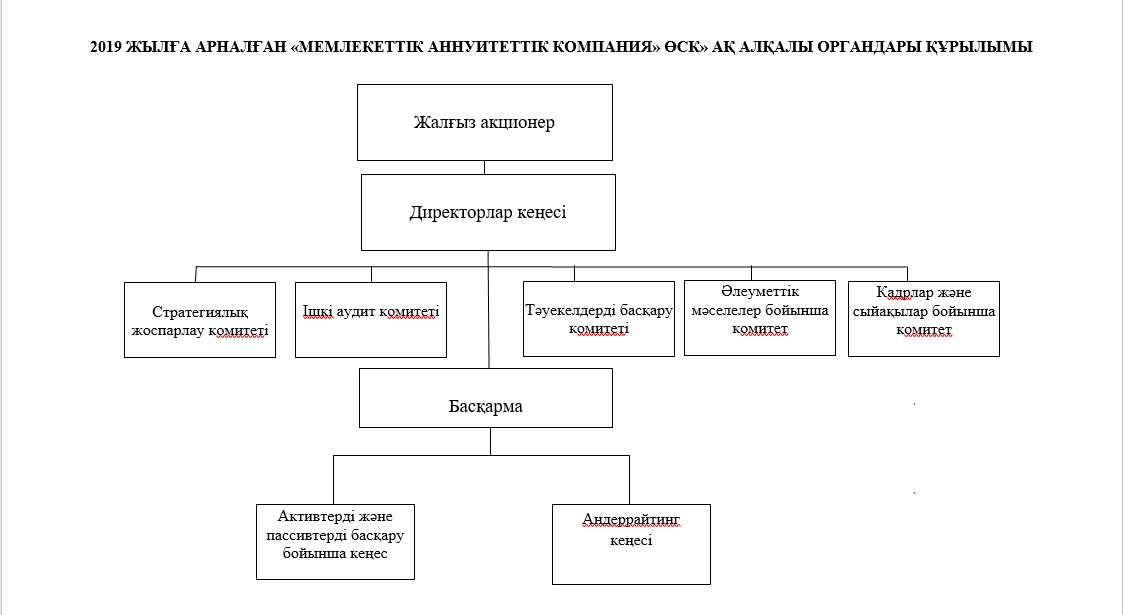 2019 ЖЫЛҒА АРНАЛҒАН «МЕМЛЕКЕТТІК АННУИТЕТТІК КОМПАНИЯ» ӨСК» АҚ АЛҚАЛЫ ОРГАНДАРЫ ҚҰРЫЛЫМЫ
Жалғыз акционер
Директорлар кеңесі
Стратегиялық
жоспарлау комитеті
Ішкі аудит комитеті
Тәуекелдерді басқару
комитеті
Әлеуметтік
мәселелер бойынша
комитет
Кадрлар және
сыйақылар бойынша
комитет
Басқарма
Активтерді және
пассивтерді басқару
бойынша кеңес
Андеррайтинг
кеңесі